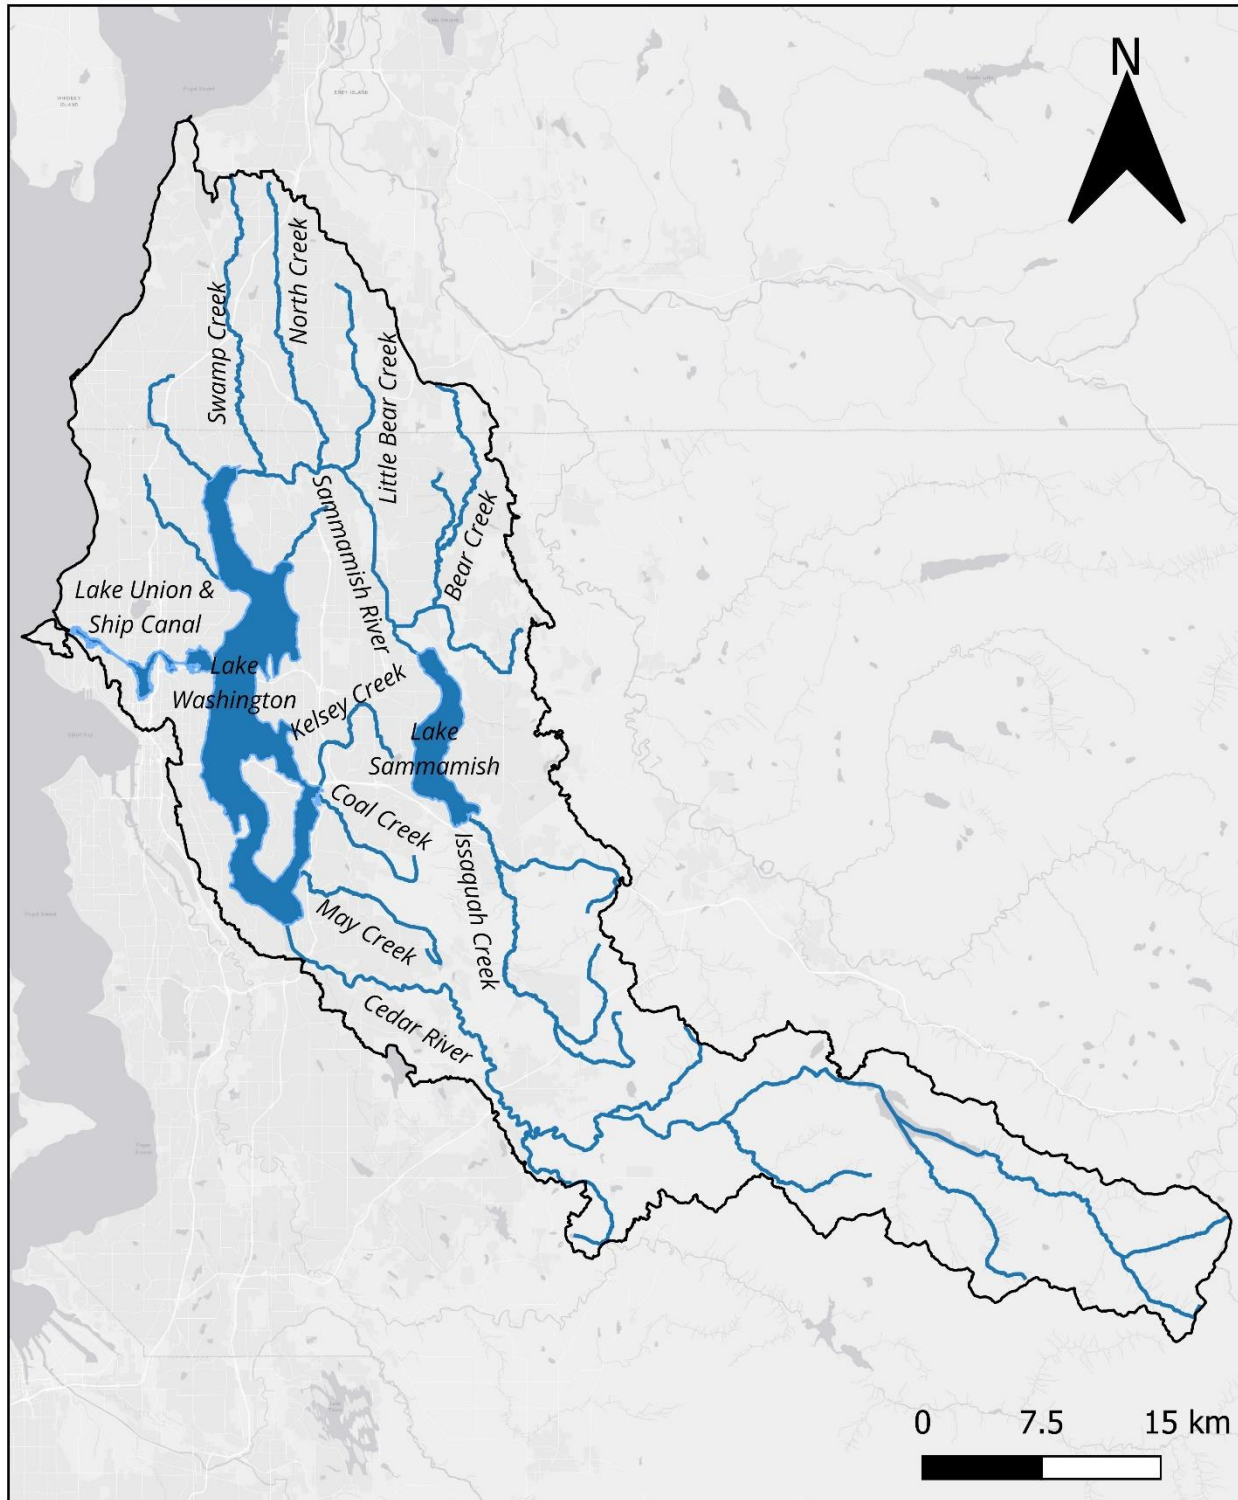 N
Swamp Creek
North Creek
Little Bear Creek
Sammamish River
Bear Creek
Lake Union &
Ship Canal
Lake
Washington
Kelsey Creek
Lake
Sammamish
Coal Creek
Issaquah Creek
May Creek
Cedar River
0 7.5 15 km